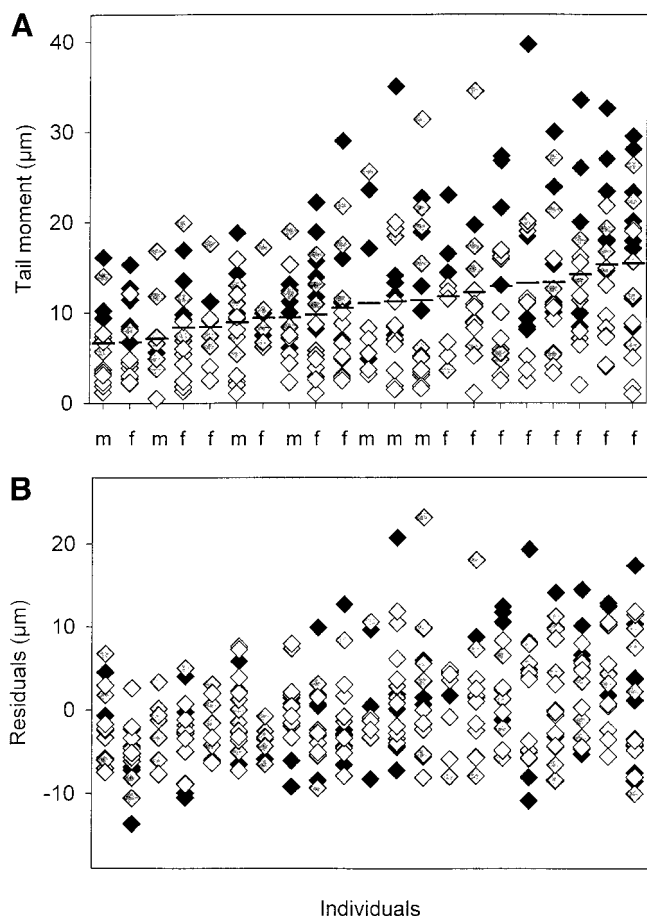 A
Tail moment (µm)
40
30
20
10
0
m f m f f m f m f f m m m f f f f f f f f
B
Residuals (µm)
20
10
0
-10
Individuals